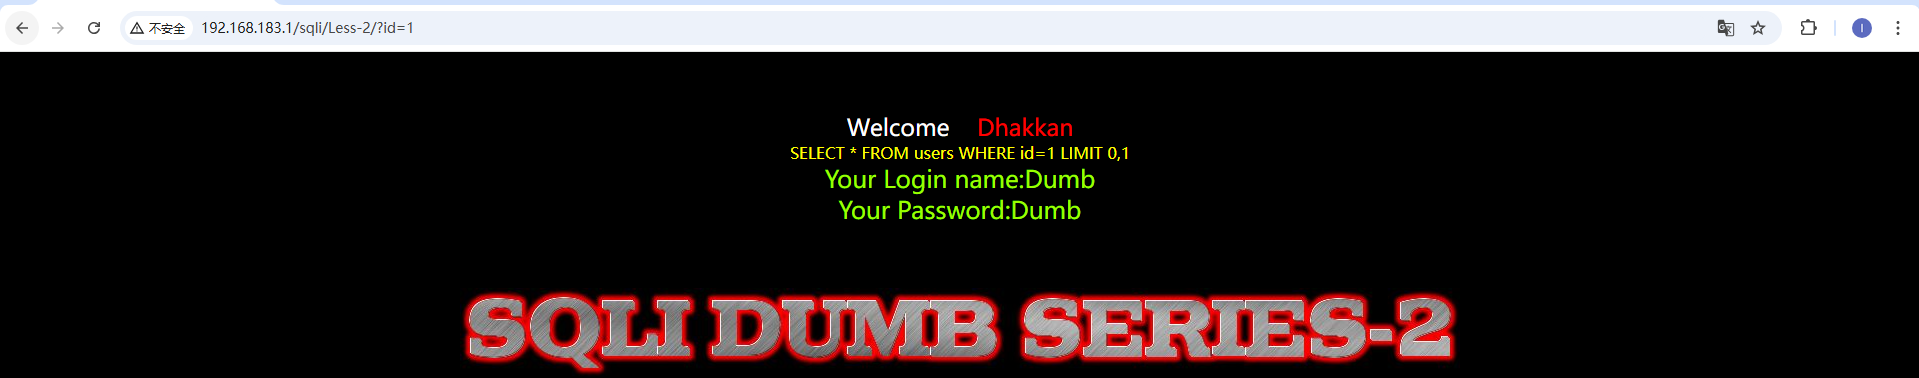 不安全 192.168.183.1/sqli/Less-2/?id=1
I
Welcome Dhakkan
SELECT * FROM users WHERE id=1 LIMIT 0,1
Your Login name:Dumb
Your Password:Dumb
SQLI DUMB SERIES-2